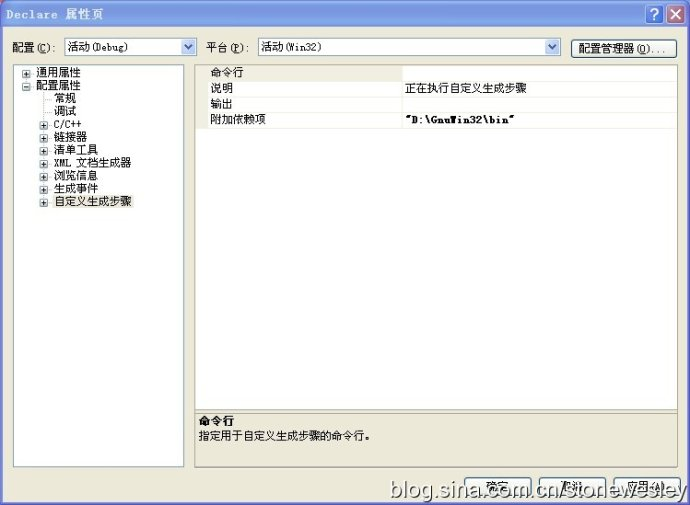 Declare 属性页
配置(C): 活动(Debug) 平台(P): 活动(Win32) 配置管理器(O)...
通用属性
配置属性
常规
调试
C/C++
链接器
清单工具
XML 文档生成器
浏览信息
生成事件
自定义生成步骤
命令行
说明 正在执行自定义生成步骤
输出
附加依赖项 "D:\GnuWin32\bin"
命令行
指定用于自定义生成步骤的命令行。
确定 取消 应用(A)
blog.sina.com.cn/stonewesley